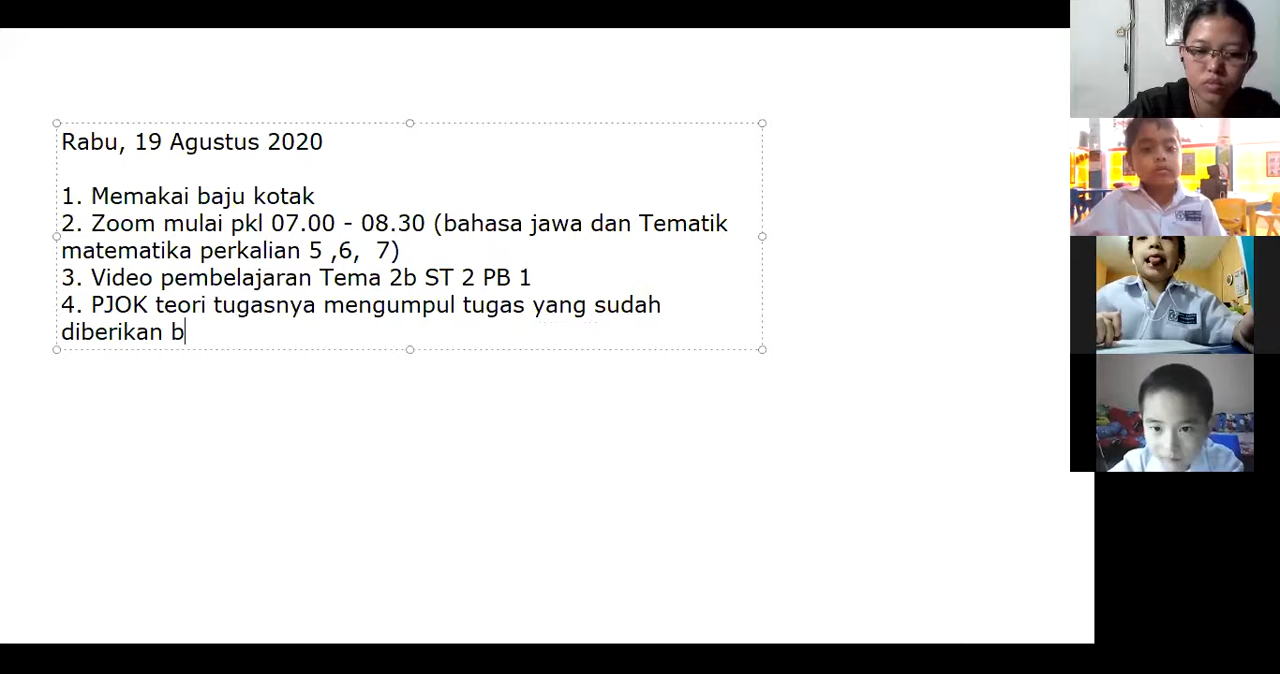 Rabu, 19 Agustus 2020
1. Memakai baju kotak
2. Zoom mulai pkl 07.00 - 08.30 (bahasa jawa dan Tematik
matematika perkalian 5 ,6,  7)
3. Video pembelajaran Tema 2b ST 2 PB 1
4. PJOK teori tugasnya mengumpul tugas yang sudah
diberikan b